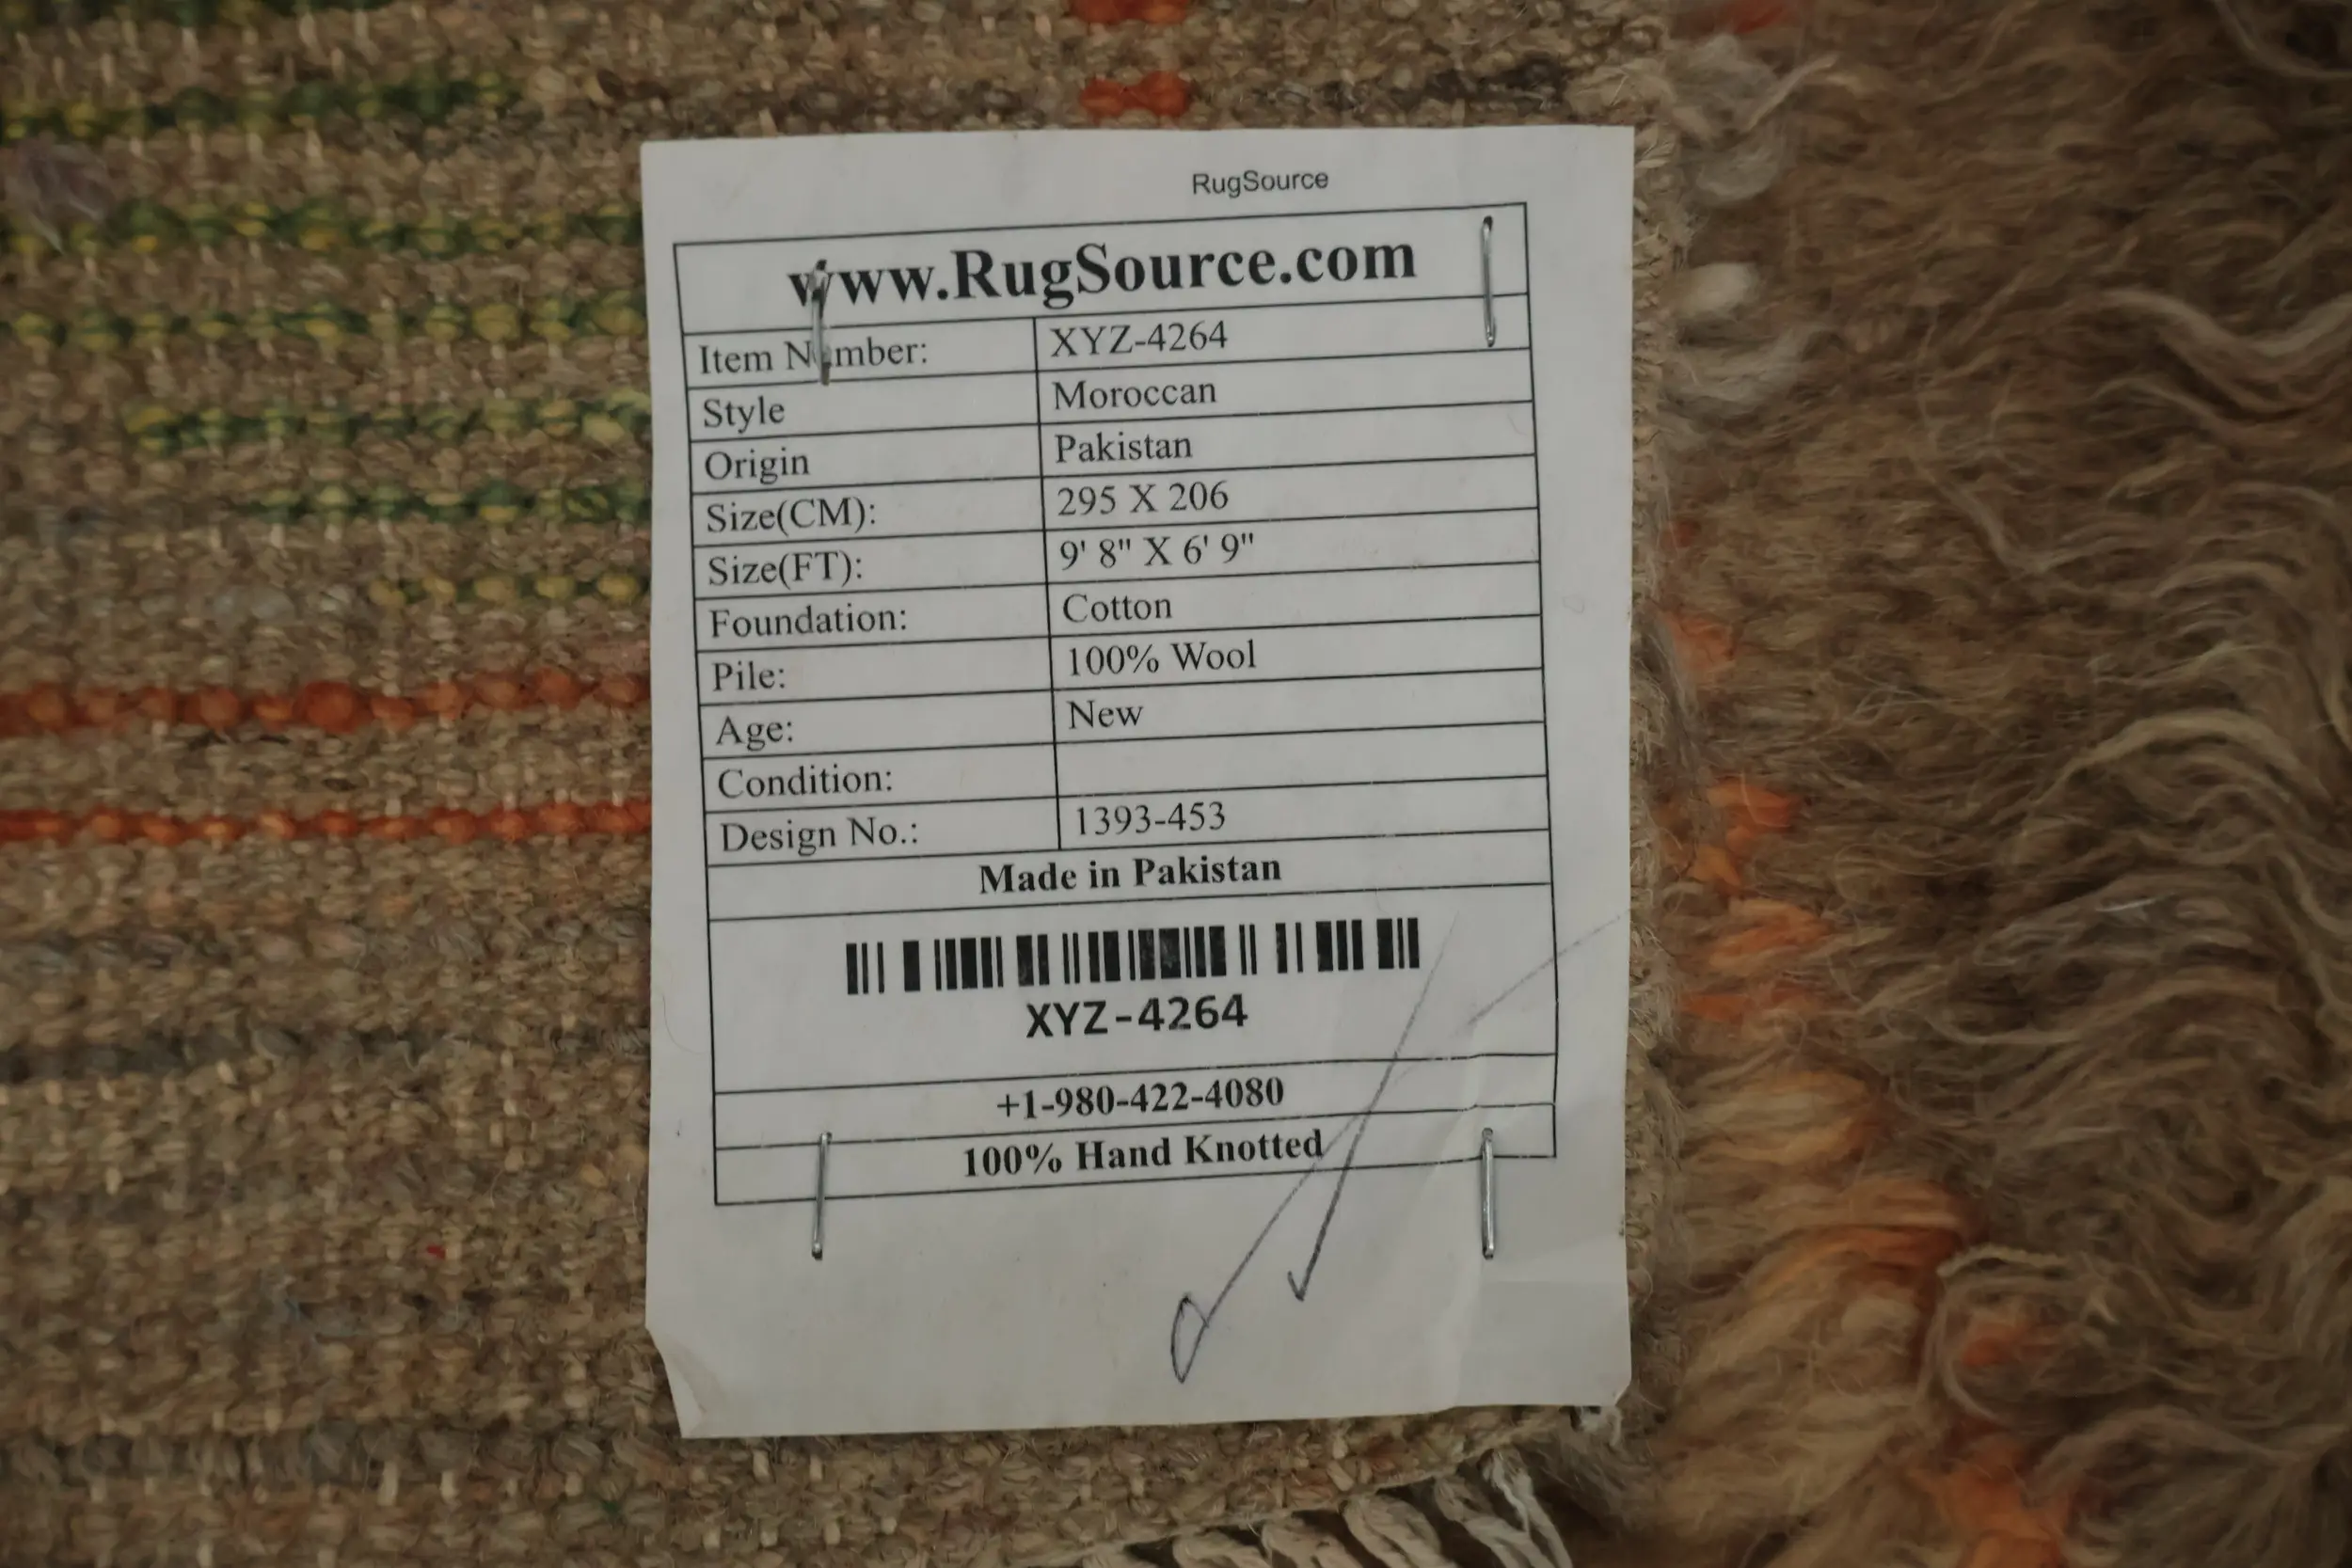 RugSource
www.RugSource.com
Item Number: XYZ-4264
Style Moroccan
Origin Pakistan
Size(CM): 295 X 206
Size(FT): 9' 8" X 6' 9"
Foundation: Cotton
Pile: 100% Wool
Age: New
Condition:
Design No.: 1393-453
Made in Pakistan
XYZ-4264
+1-980-422-4080
100% Hand Knotted